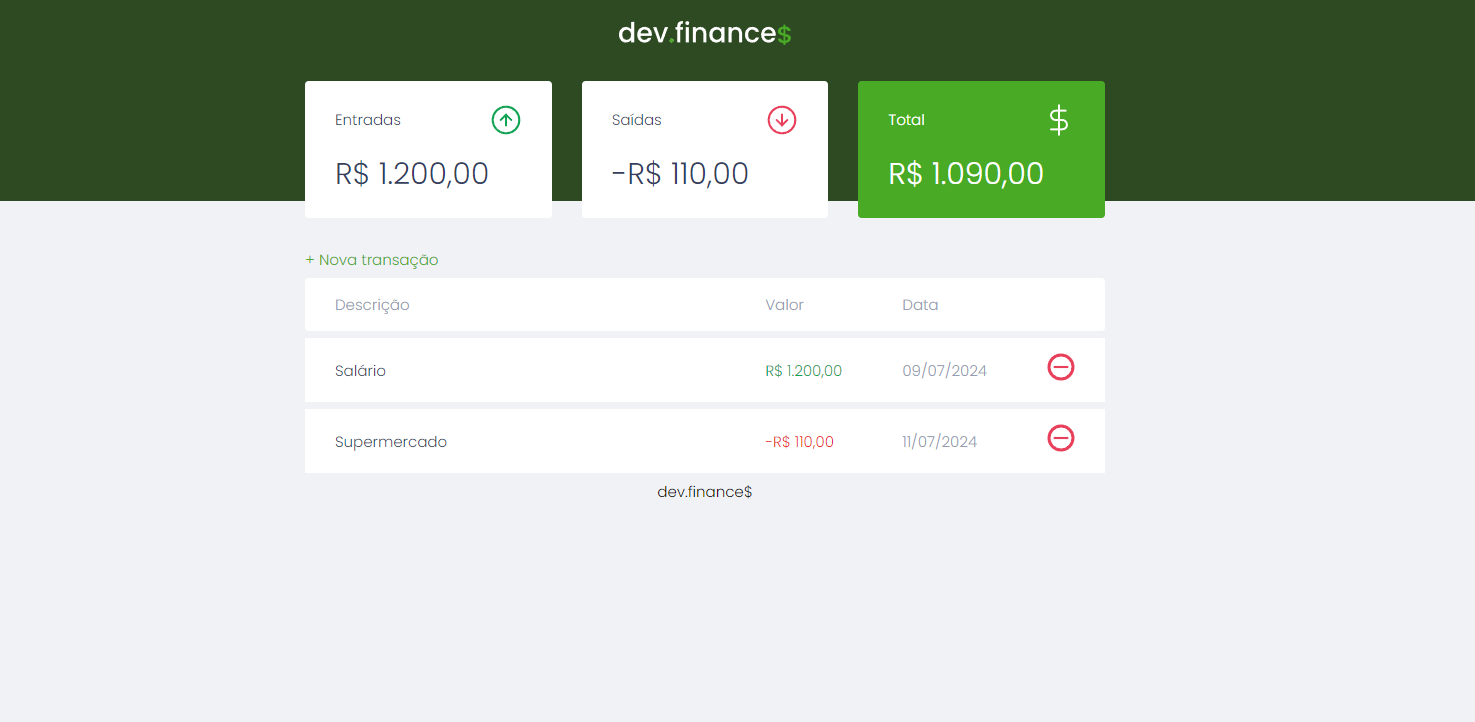 dev.finance$
Entradas
R$ 1.200,00
Saídas
-R$ 110,00
Total
$
R$ 1.090,00
+ Nova transação
Descrição Valor Data
Salário R$ 1.200,00 09/07/2024
Supermercado -R$ 110,00 11/07/2024
dev.finance$